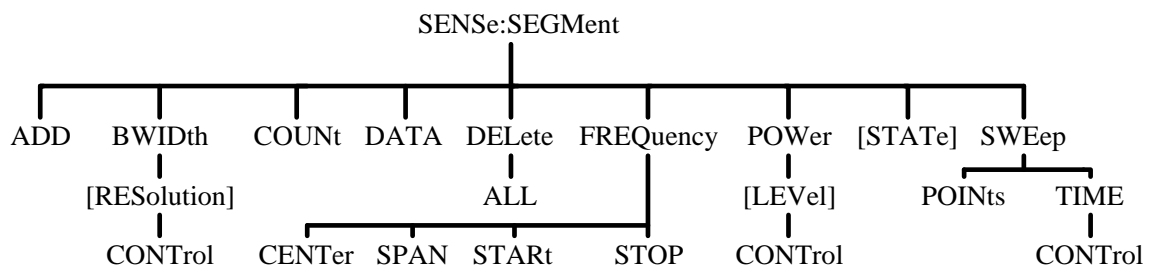 SENSe:SEGMent
ADD BWIDth COUNt DATA DELete FREQuency POWer [STATe] SWEep
[RESolution] ALL [LEVel] POINts TIME
CONTrol CENTer SPAN STARt STOP CONTrol CONTrol